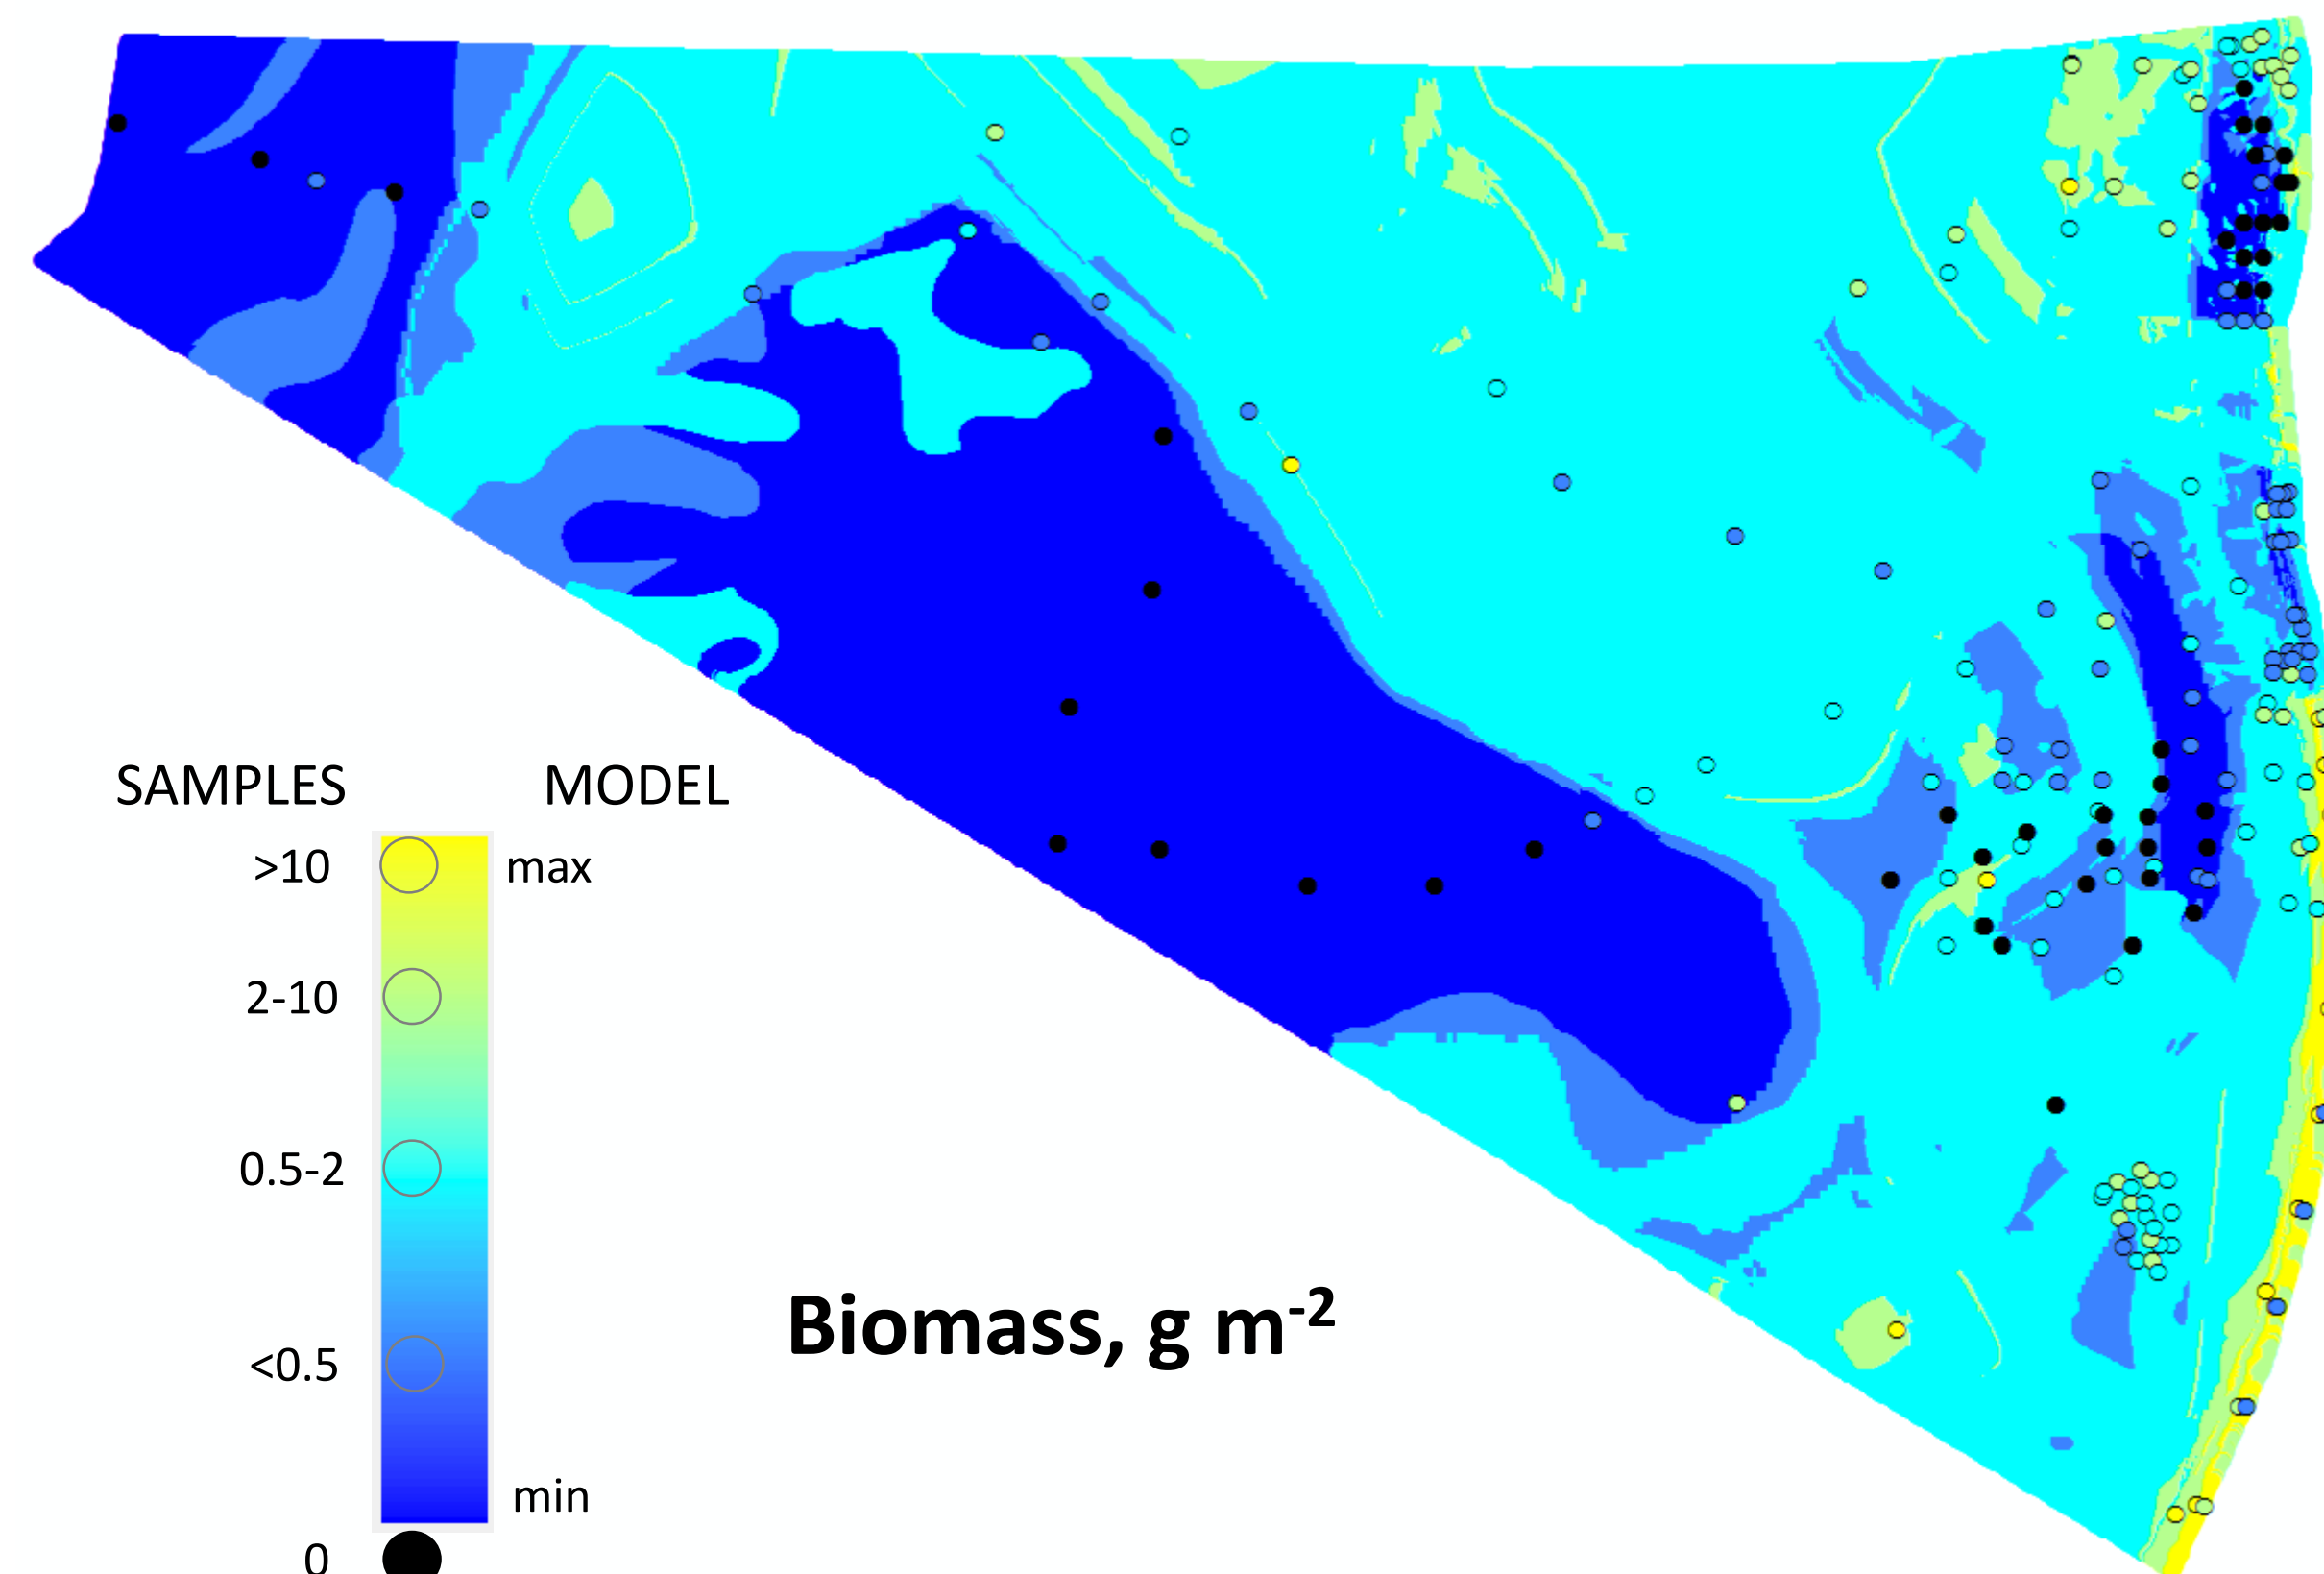 SAMPLES MODEL
>10 max
2-10
0.5-2
<0.5
min
0
Biomass, g m-2